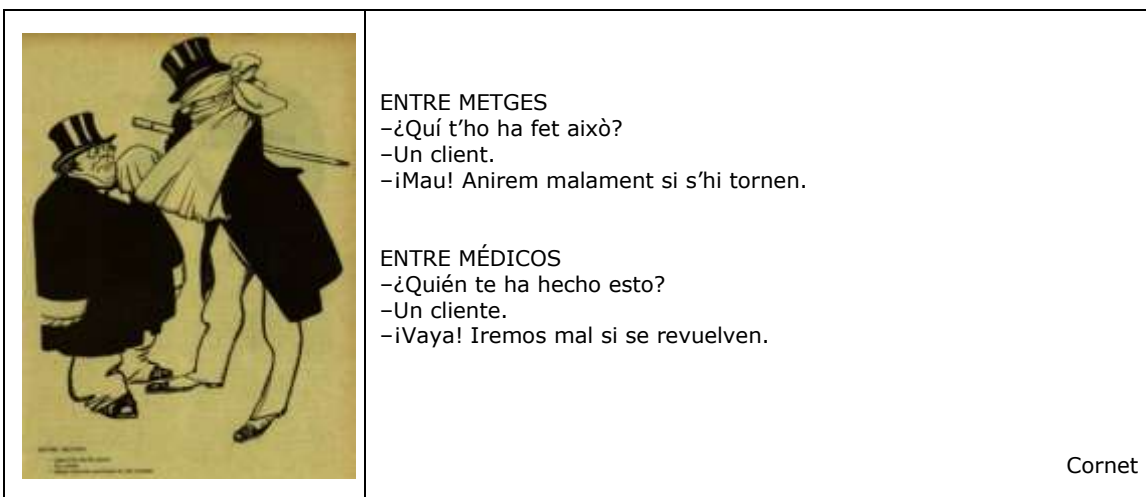 ENTRE METGES
–¿Quí t’ho ha fet això?
–Un client.
–¡Mau! Anirem malament si s’hi tornen.
ENTRE MÉDICOS
–¿Quién te ha hecho esto?
–Un cliente.
–¡Vaya! Iremos mal si se revuelven.
Cornet